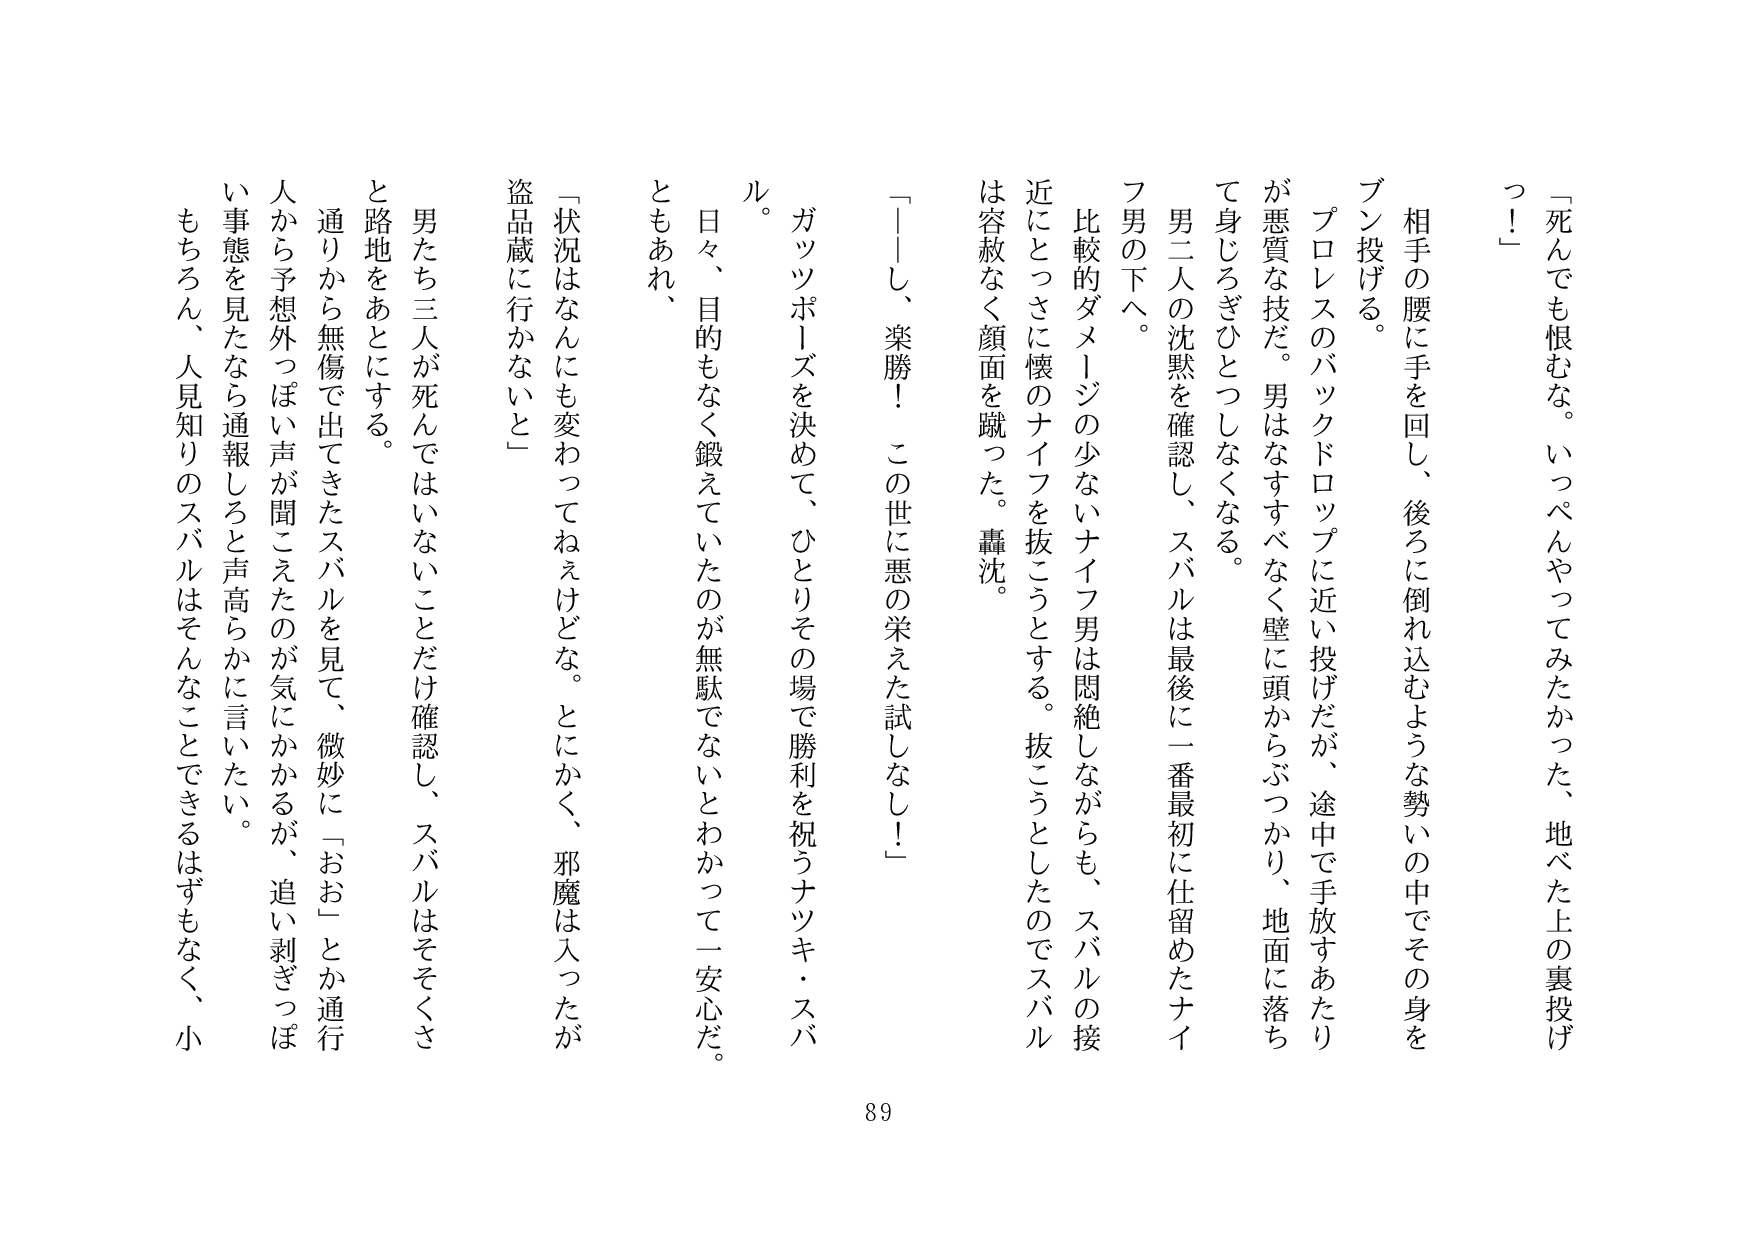 「死んでも恨むな。いっぺんやってみたかった、地べた上の裏投げ
っ！」
　相手の腰に手を回し、後ろに倒れ込むような勢いの中でその身を
ブン投げる。
　プロレスのバックドロップに近い投げだが、途中で手放すあたり
が悪質な技だ。男はなすすべなく壁に頭からぶつかり、地面に落ち
て身じろぎひとつしなくなる。
　男二人の沈黙を確認し、スバルは最後に一番最初に仕留めたナイ
フ男の下へ。
　比較的ダメージの少ないナイフ男は悶絶しながらも、スバルの接
近にとっさに懐のナイフを抜こうとする。抜こうとしたのでスバル
は容赦なく顔面を蹴った。轟沈。
「――し、楽勝！　この世に悪の栄えた試しなし！」
　ガッツポーズを決めて、ひとりその場で勝利を祝うナツキ・スバ
ル。
　日々、目的もなく鍛えていたのが無駄でないとわかって一安心だ。
ともあれ、
「状況はなんにも変わってねぇけどな。とにかく、邪魔は入ったが
盗品蔵に行かないと」
　男たち三人が死んではいないことだけ確認し、スバルはそそくさ
と路地をあとにする。
　通りから無傷で出てきたスバルを見て、微妙に「おお」とか通行
人から予想外っぽい声が聞こえたのが気にかかるが、追い剥ぎっぽ
い事態を見たなら通報しろと声高らかに言いたい。
　もちろん、人見知りのスバルはそんなことできるはずもなく、小
89